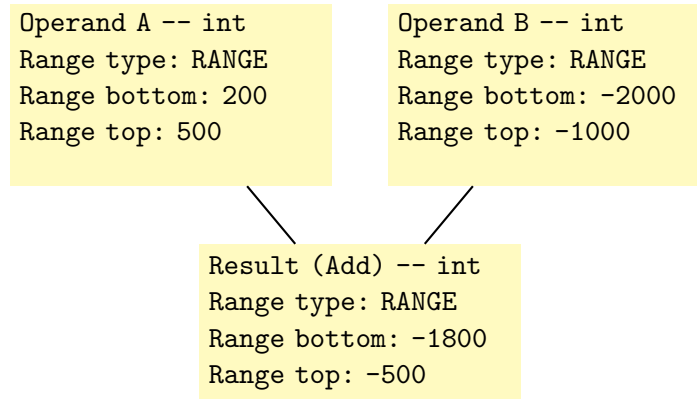 Operand A -- int
Range type: RANGE
Range bottom: 200
Range top: 500
Operand B -- int
Range type: RANGE
Range bottom: -2000
Range top: -1000
Result (Add) -- int
Range type: RANGE
Range bottom: -1800
Range top: -500